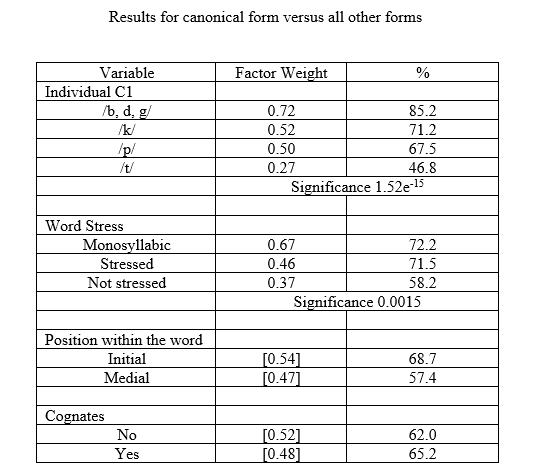 Results for canonical form versus all other forms
Variable Factor Weight %
Individual C1
/b, d, g/ 0.72 85.2
/k/ 0.52 71.2
/p/ 0.50 67.5
/t/ 0.27 46.8
Significance 1.52e⁻¹⁵
Word Stress
Monosyllabic 0.67 72.2
Stressed 0.46 71.5
Not stressed 0.37 58.2
Significance 0.0015
Position within the word
Initial [0.54] 68.7
Medial [0.47] 57.4
Cognates
No [0.52] 62.0
Yes [0.48] 65.2